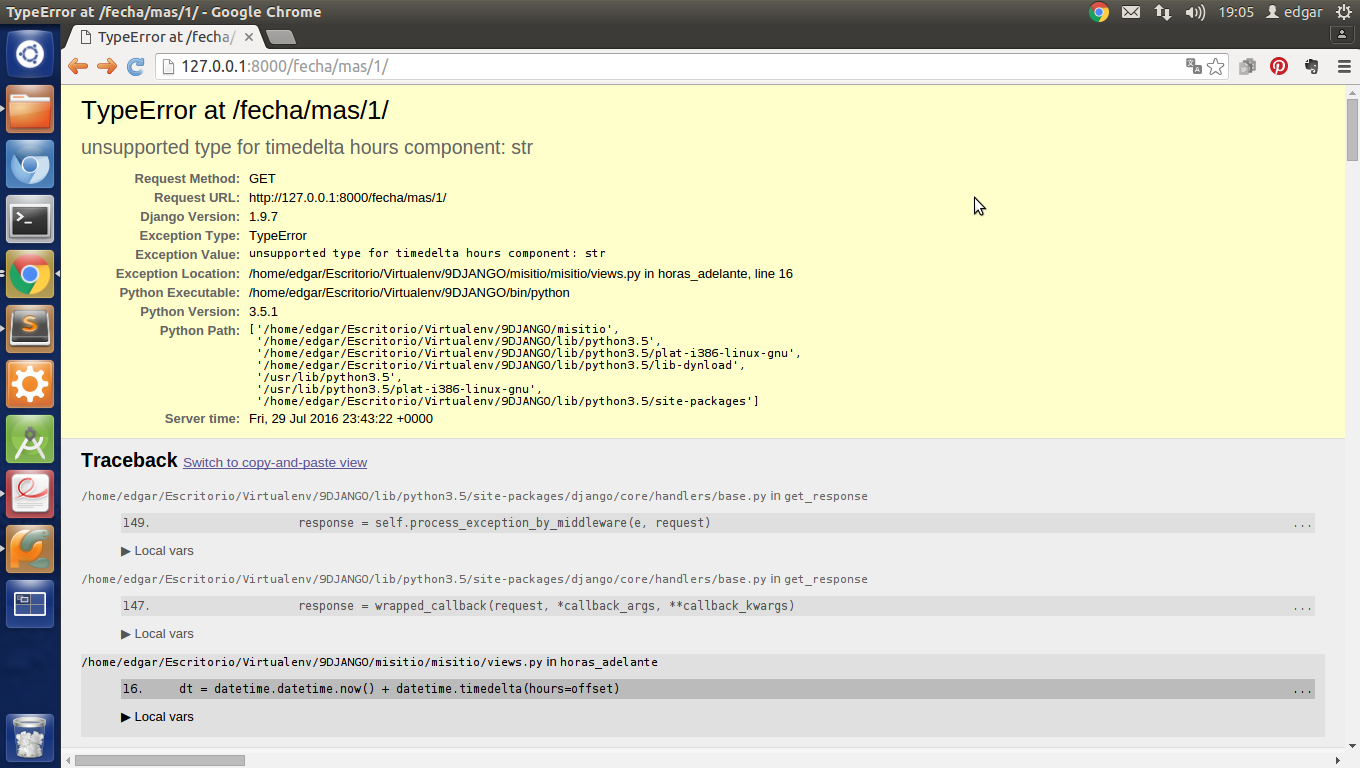 TypeError at /fecha/mas/1/ - Google Chrome
19:05
edgar
TypeError at /fecha/
127.0.0.1:8000/fecha/mas/1/
TypeError at /fecha/mas/1/
unsupported type for timedelta hours component: str
Request Method: GET
Request URL: http://127.0.0.1:8000/fecha/mas/1/
Django Version: 1.9.7
Exception Type: TypeError
Exception Value: unsupported type for timedelta hours component: str
Exception Location: /home/edgar/Escritorio/Virtualenv/9DJANGO/misitio/misitio/views.py in horas_adelante, line 16
Python Executable: /home/edgar/Escritorio/Virtualenv/9DJANGO/bin/python
Python Version: 3.5.1
Python Path: ['/home/edgar/Escritorio/Virtualenv/9DJANGO/misitio',
'/home/edgar/Escritorio/Virtualenv/9DJANGO/lib/python3.5',
'/home/edgar/Escritorio/Virtualenv/9DJANGO/lib/python3.5/plat-i386-linux-gnu',
'/home/edgar/Escritorio/Virtualenv/9DJANGO/lib/python3.5/lib-dynload',
'/usr/lib/python3.5',
'/usr/lib/python3.5/plat-i386-linux-gnu',
'/home/edgar/Escritorio/Virtualenv/9DJANGO/lib/python3.5/site-packages']
Server time: Fri, 29 Jul 2016 23:43:22 +0000
Traceback Switch to copy-and-paste view
/home/edgar/Escritorio/Virtualenv/9DJANGO/lib/python3.5/site-packages/django/core/handlers/base.py in get_response
149. response = self.process_exception_by_middleware(e, request) ...
▶ Local vars
/home/edgar/Escritorio/Virtualenv/9DJANGO/lib/python3.5/site-packages/django/core/handlers/base.py in get_response
147. response = wrapped_callback(request, *callback_args, **callback_kwargs) ...
▶ Local vars
/home/edgar/Escritorio/Virtualenv/9DJANGO/misitio/misitio/views.py in horas_adelante
16. dt = datetime.datetime.now() + datetime.timedelta(hours=offset) ...
▶ Local vars